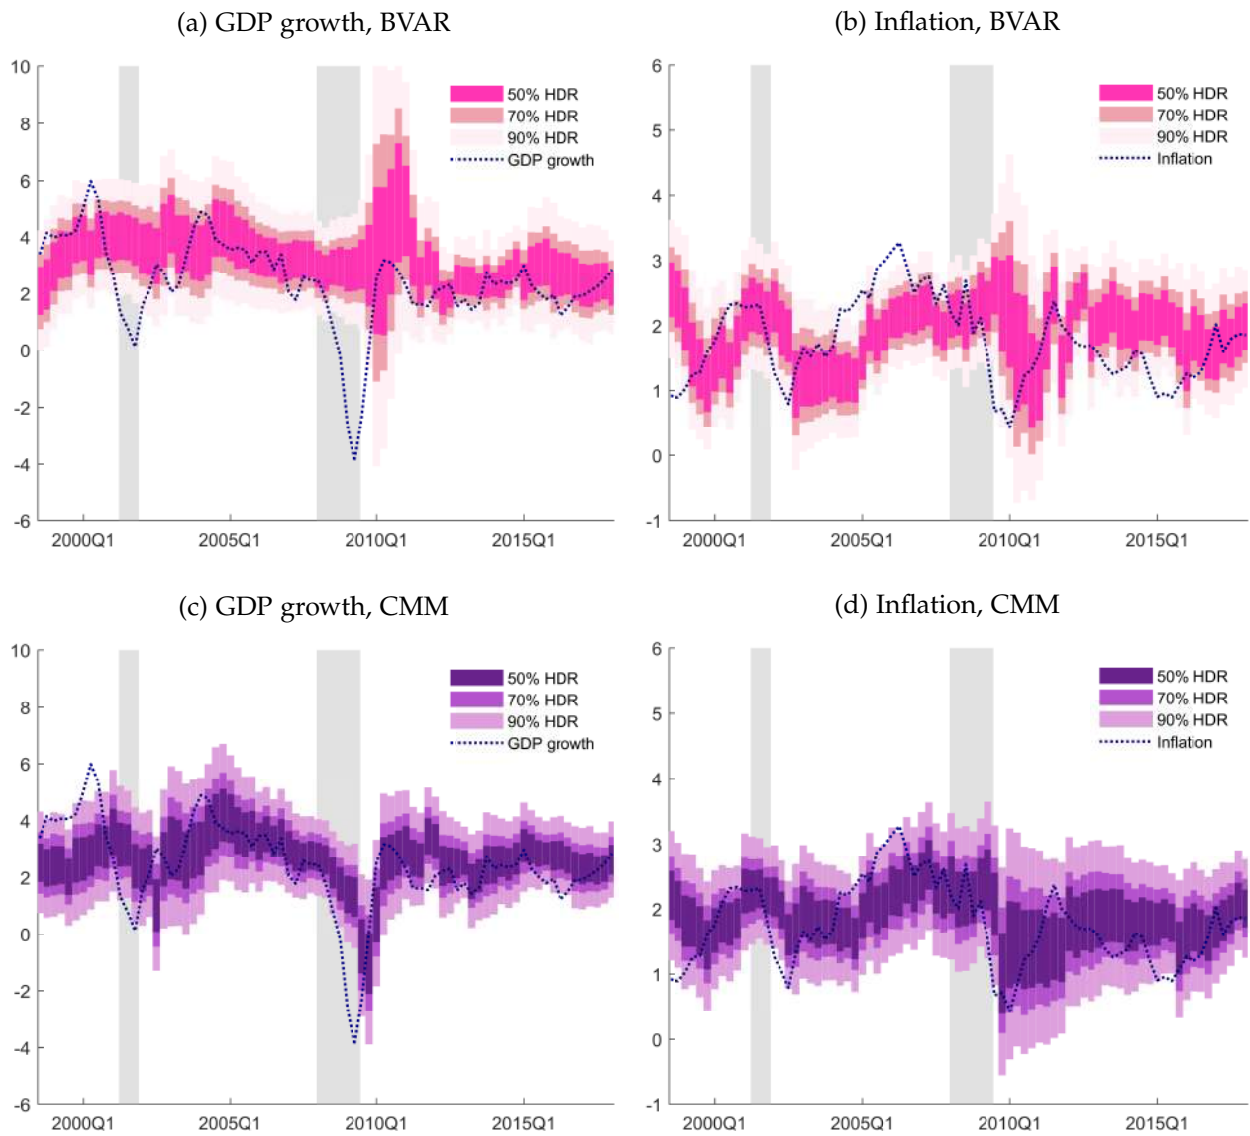 (a) GDP growth, BVAR
10
8
6
4
2
0
-2
-4
-6
2000Q1
2005Q1
2010Q1
2015Q1
50% HDR
70% HDR
90% HDR
GDP growth
(b) Inflation, BVAR
6
5
4
3
2
1
0
-1
2000Q1
2005Q1
2010Q1
2015Q1
50% HDR
70% HDR
90% HDR
Inflation
(c) GDP growth, CMM
10
8
6
4
2
0
-2
-4
-6
2000Q1
2005Q1
2010Q1
2015Q1
50% HDR
70% HDR
90% HDR
GDP growth
(d) Inflation, CMM
6
5
4
3
2
1
0
-1
2000Q1
2005Q1
2010Q1
2015Q1
50% HDR
70% HDR
90% HDR
Inflation